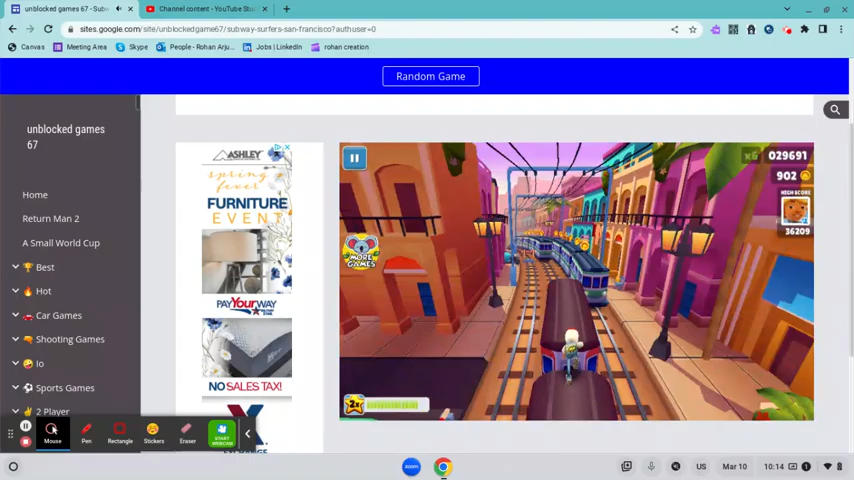 unblocked games 67 - Subw
Channel content - YouTube Stu
sites.google.com/site/unblockedgame67/subway-surfers-san-francisco?authuser=0
Canvas
Meeting Area
Skype
People - Rohan Arju...
Jobs | LinkedIn
rohan creation
Random Game
unblocked games
67
Home
Return Man 2
A Small World Cup
Best
Hot
Car Games
Shooting Games
Io
Sports Games
2 Player
ASHLEY
spring
fever
FURNITURE
EVENT
PAY YOUR WAY
NO SALES TAX!
x6 029691
902
HIGH SCORE
36209
MORE
GAMES
2x
Mouse
Pen
Rectangle
Stickers
Eraser
START
WEBCAM
zoom
US
Mar 10
10:14
1